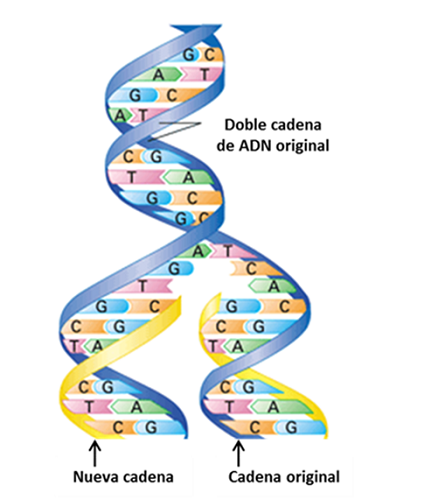 G C
A T
G C
A T
Doble cadena
de ADN original
C G
T A
G C
G C
A T
G C
T A
G C G C
C G C G
T A T A
C G C G
T A T A
C G C G
Nueva cadena Cadena original